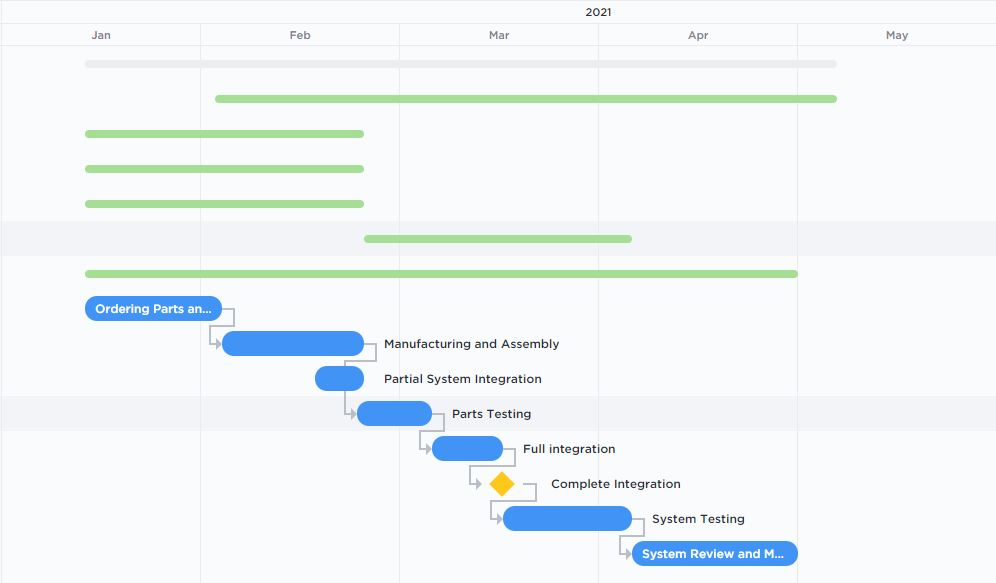 2021
Jan Feb Mar Apr May
Ordering Parts an...
Manufacturing and Assembly
Partial System Integration
Parts Testing
Full integration
Complete Integration
System Testing
System Review and M...